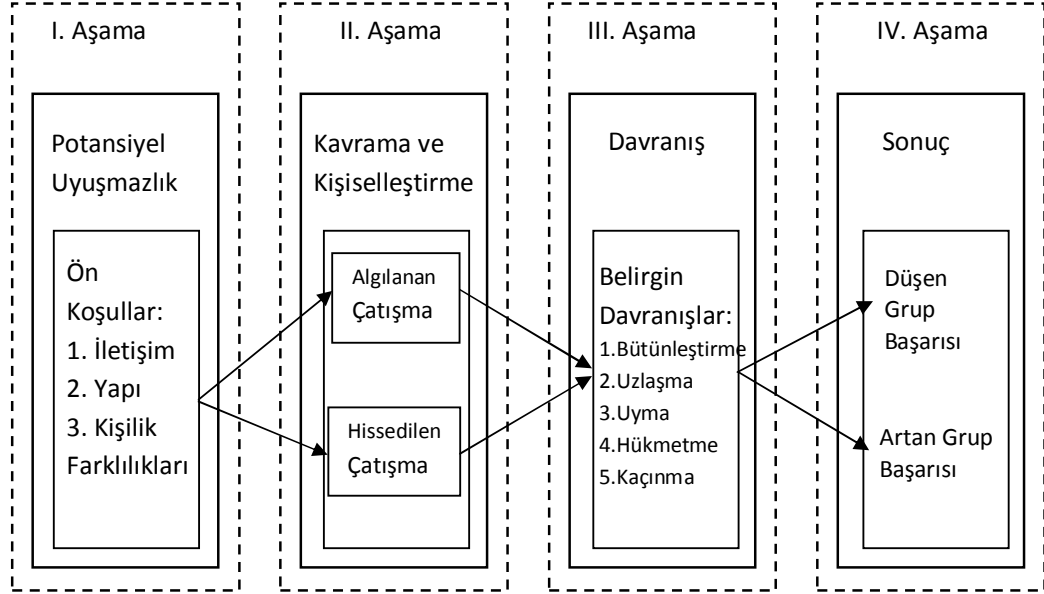 I. Aşama
Potansiyel
Uyuşmazlık
Ön
Koşullar:
1. İletişim
2. Yapı
3. Kişilik
Farklılıkları
II. Aşama
Kavrama ve
Kişiselleştirme
Algılanan
Çatışma
Hissedilen
Çatışma
III. Aşama
Davranış
Belirgin
Davranışlar:
1.Bütünleştirme
2.Uzlaşma
3.Uyma
4.Hükmetme
5.Kaçınma
IV. Aşama
Sonuç
Düşen
Grup
Başarısı
Artan Grup
Başarısı